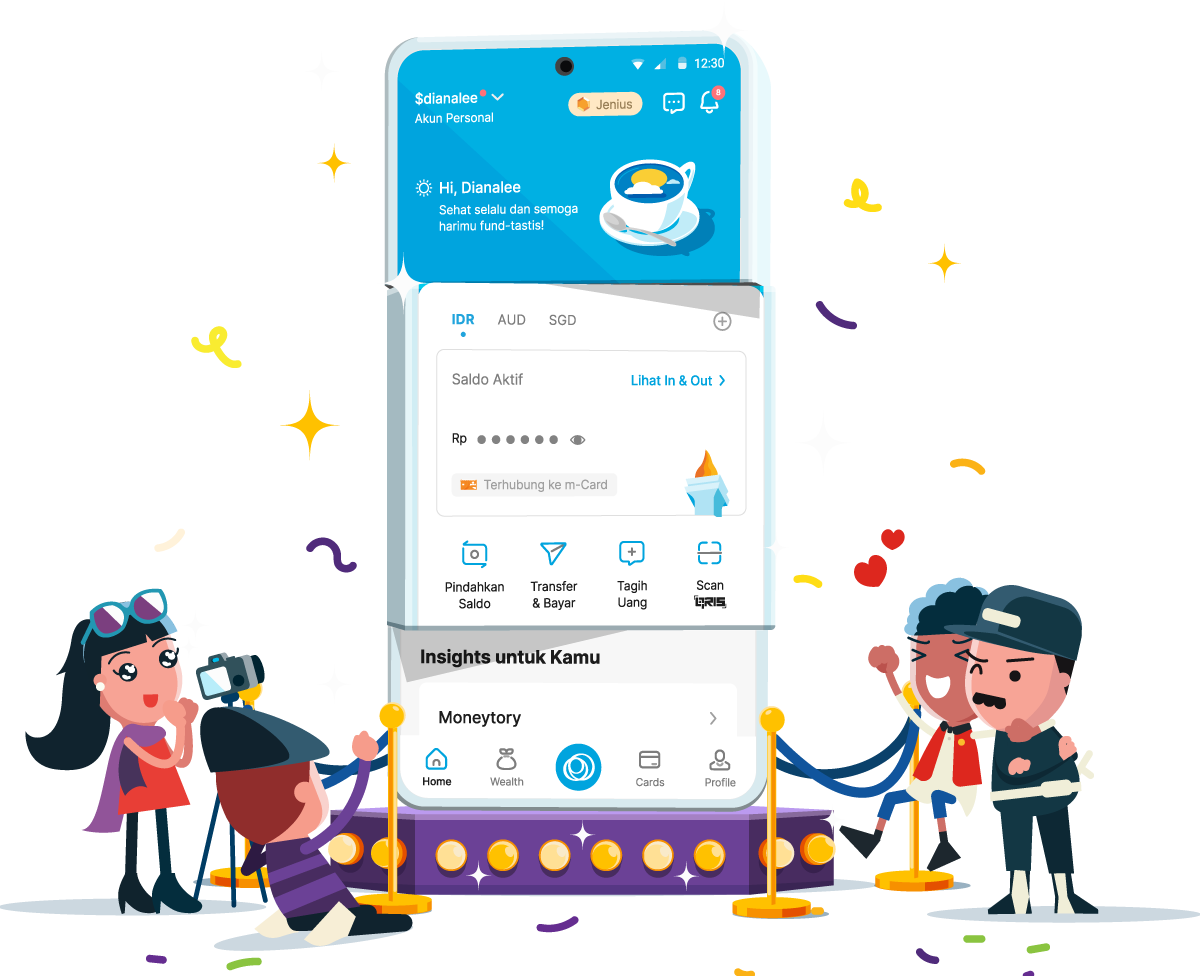 12:30
$dianalee
Jenius
8
Akun Personal
Hi, Dianalee
Sehat selalu dan semoga
harimu fund-tastis!
IDR AUD SGD
Saldo Aktif
Lihat In & Out
Rp
Terhubung ke m-Card
Pindahkan
Saldo
Transfer
& Bayar
Tagih
Uang
Scan
QRIS
Insights untuk Kamu
Moneytory
Home
Wealth
Cards
Profile